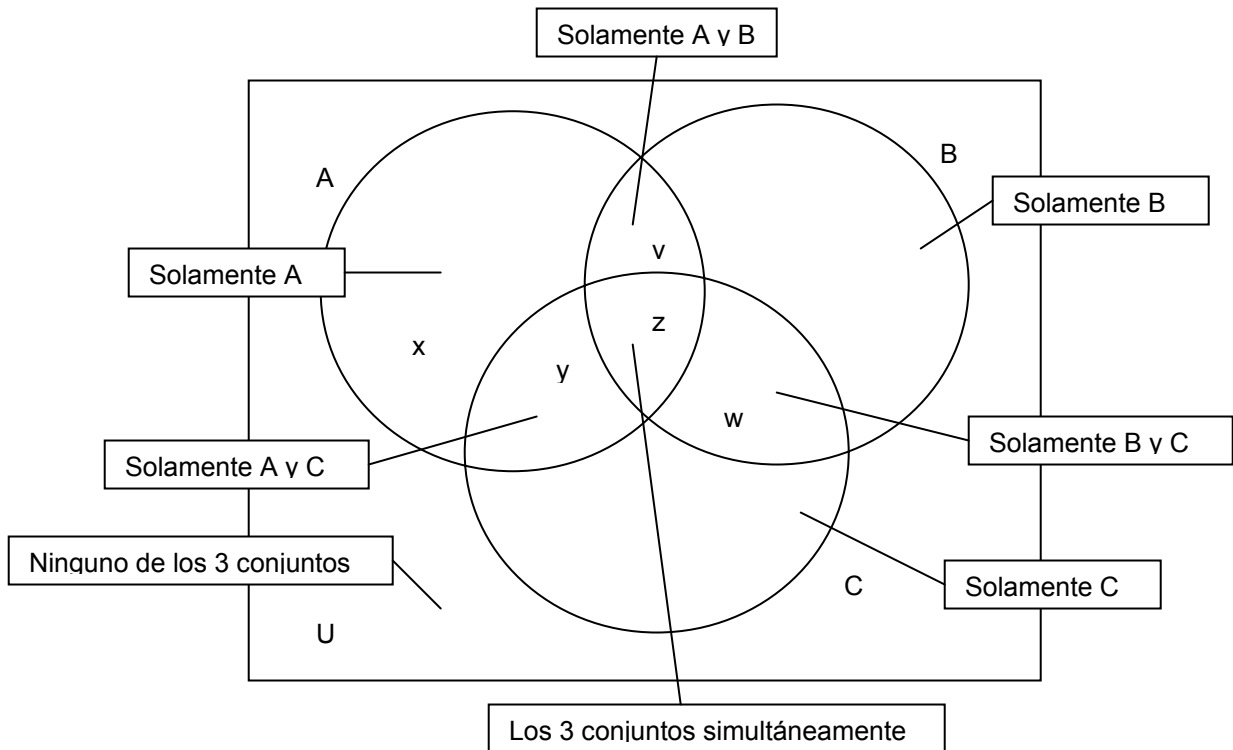 Solamente A y B
A
B
Solamente B
v
Solamente A
z
x
y
w
Solamente B y C
Solamente A y C
Ninguno de los 3 conjuntos
C
Solamente C
U
Los 3 conjuntos simultáneamente